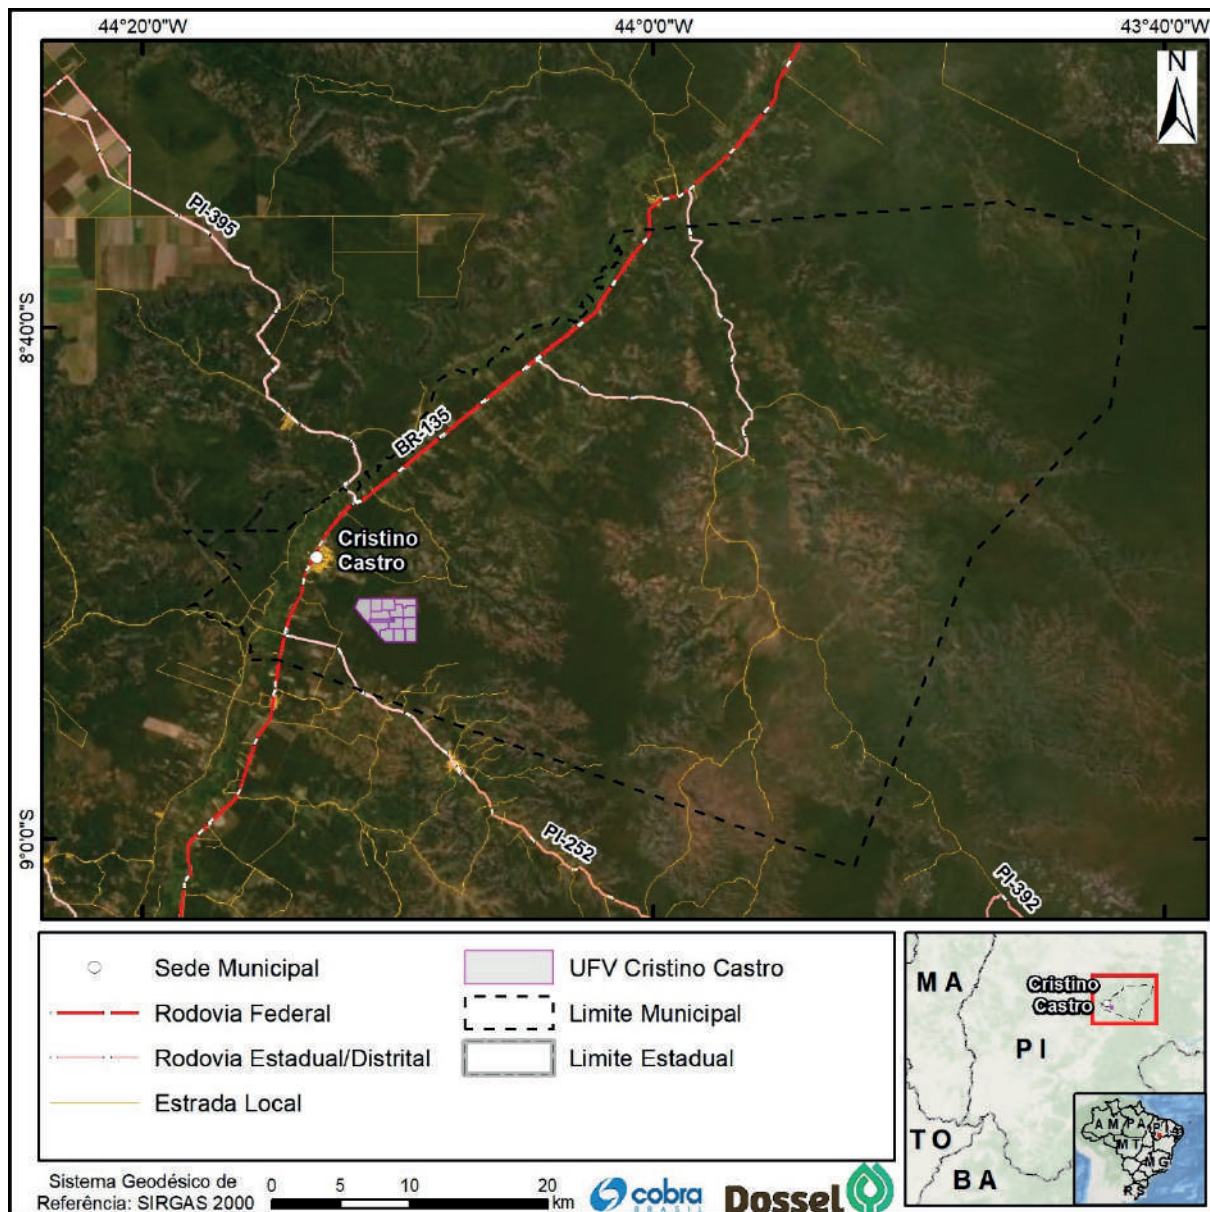 44°20'0"W
44°0'0"W
43°40'0"W
N
PI-395
8°40'0"S
BR-135
Cristino
Castro
9°0'0"S
PI-252
PI-392
Sede Municipal
Rodovia Federal
Rodovia Estadual/Distrital
Estrada Local
UFV Cristino Castro
Limite Municipal
Limite Estadual
MA
Cristino
Castro
PI
TO
BA
AM
PA
PI
MT
MG
RS
Sistema Geodésico de
Referência: SIRGAS 2000
0 5 10 20
km
cobra
BRASIL
Dossel